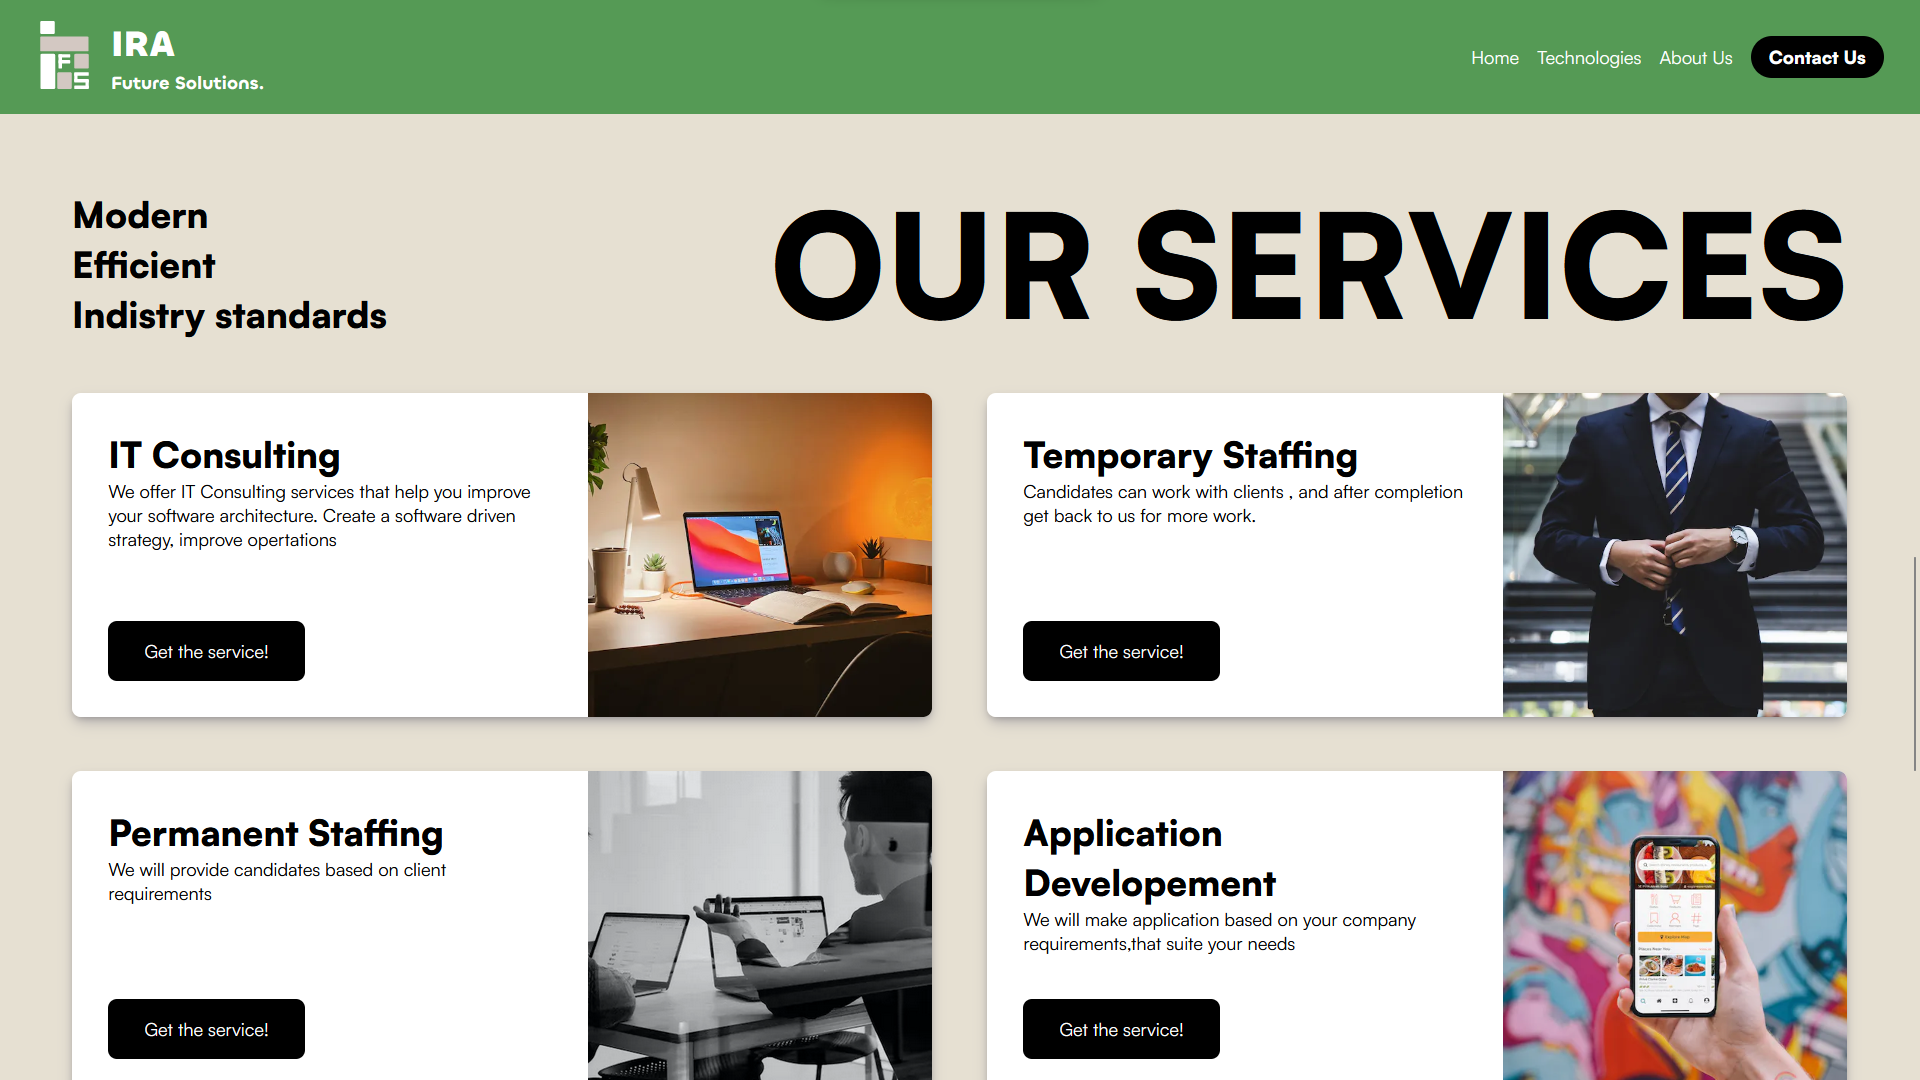 IRA
Future Solutions.
Home Technologies About Us Contact Us
Modern
Efficient
Indistry standards
OUR SERVICES
IT Consulting
We offer IT Consulting services that help you improve
your software architecture. Create a software driven
strategy, improve opertations
Get the service!
Temporary Staffing
Candidates can work with clients , and after completion
get back to us for more work.
Get the service!
Permanent Staffing
We will provide candidates based on client
requirements
Get the service!
Application
Developement
We will make application based on your company
requirements,that suite your needs
Get the service!